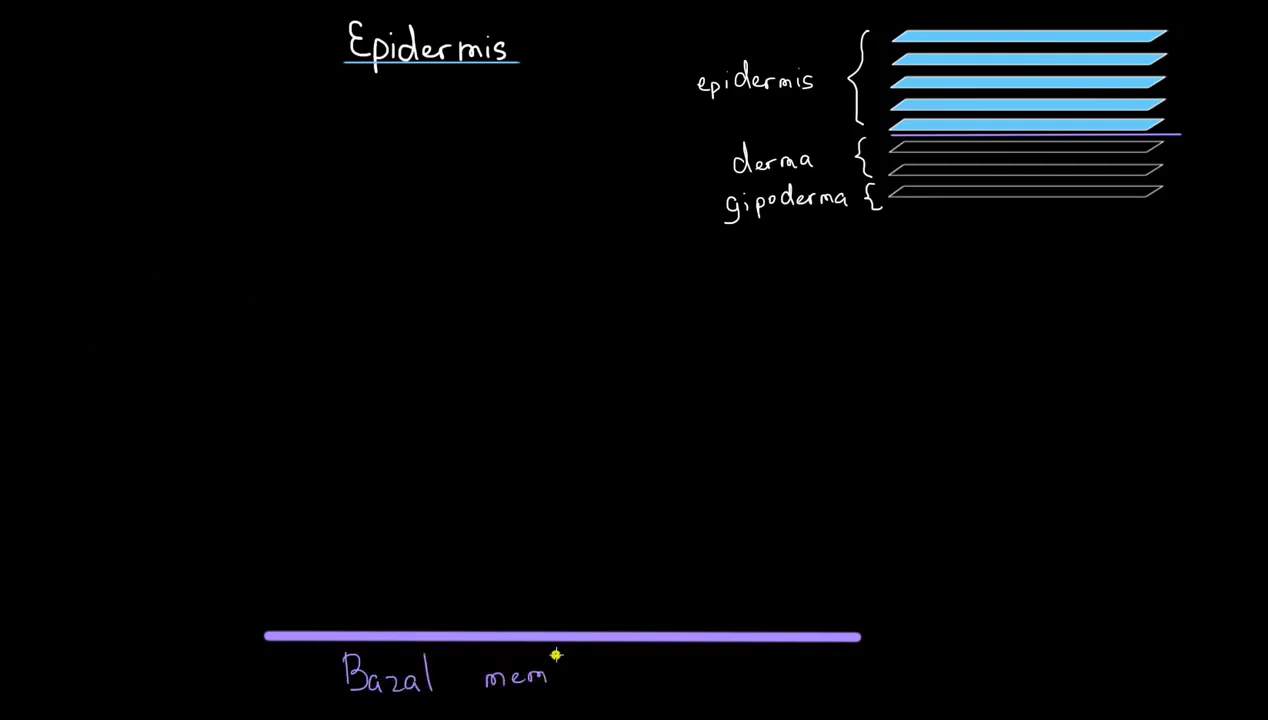 Epidermis
epidermis
derma
gipoderma
Bazal mem